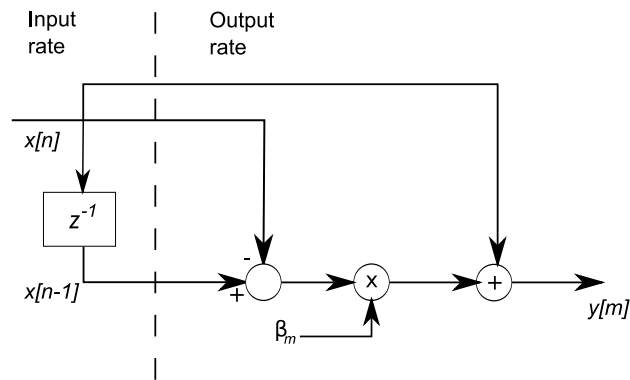 Input
rate
Output
rate
x[n]
z⁻¹
-
+
x[n-1]
x
+
βₘ
y[m]